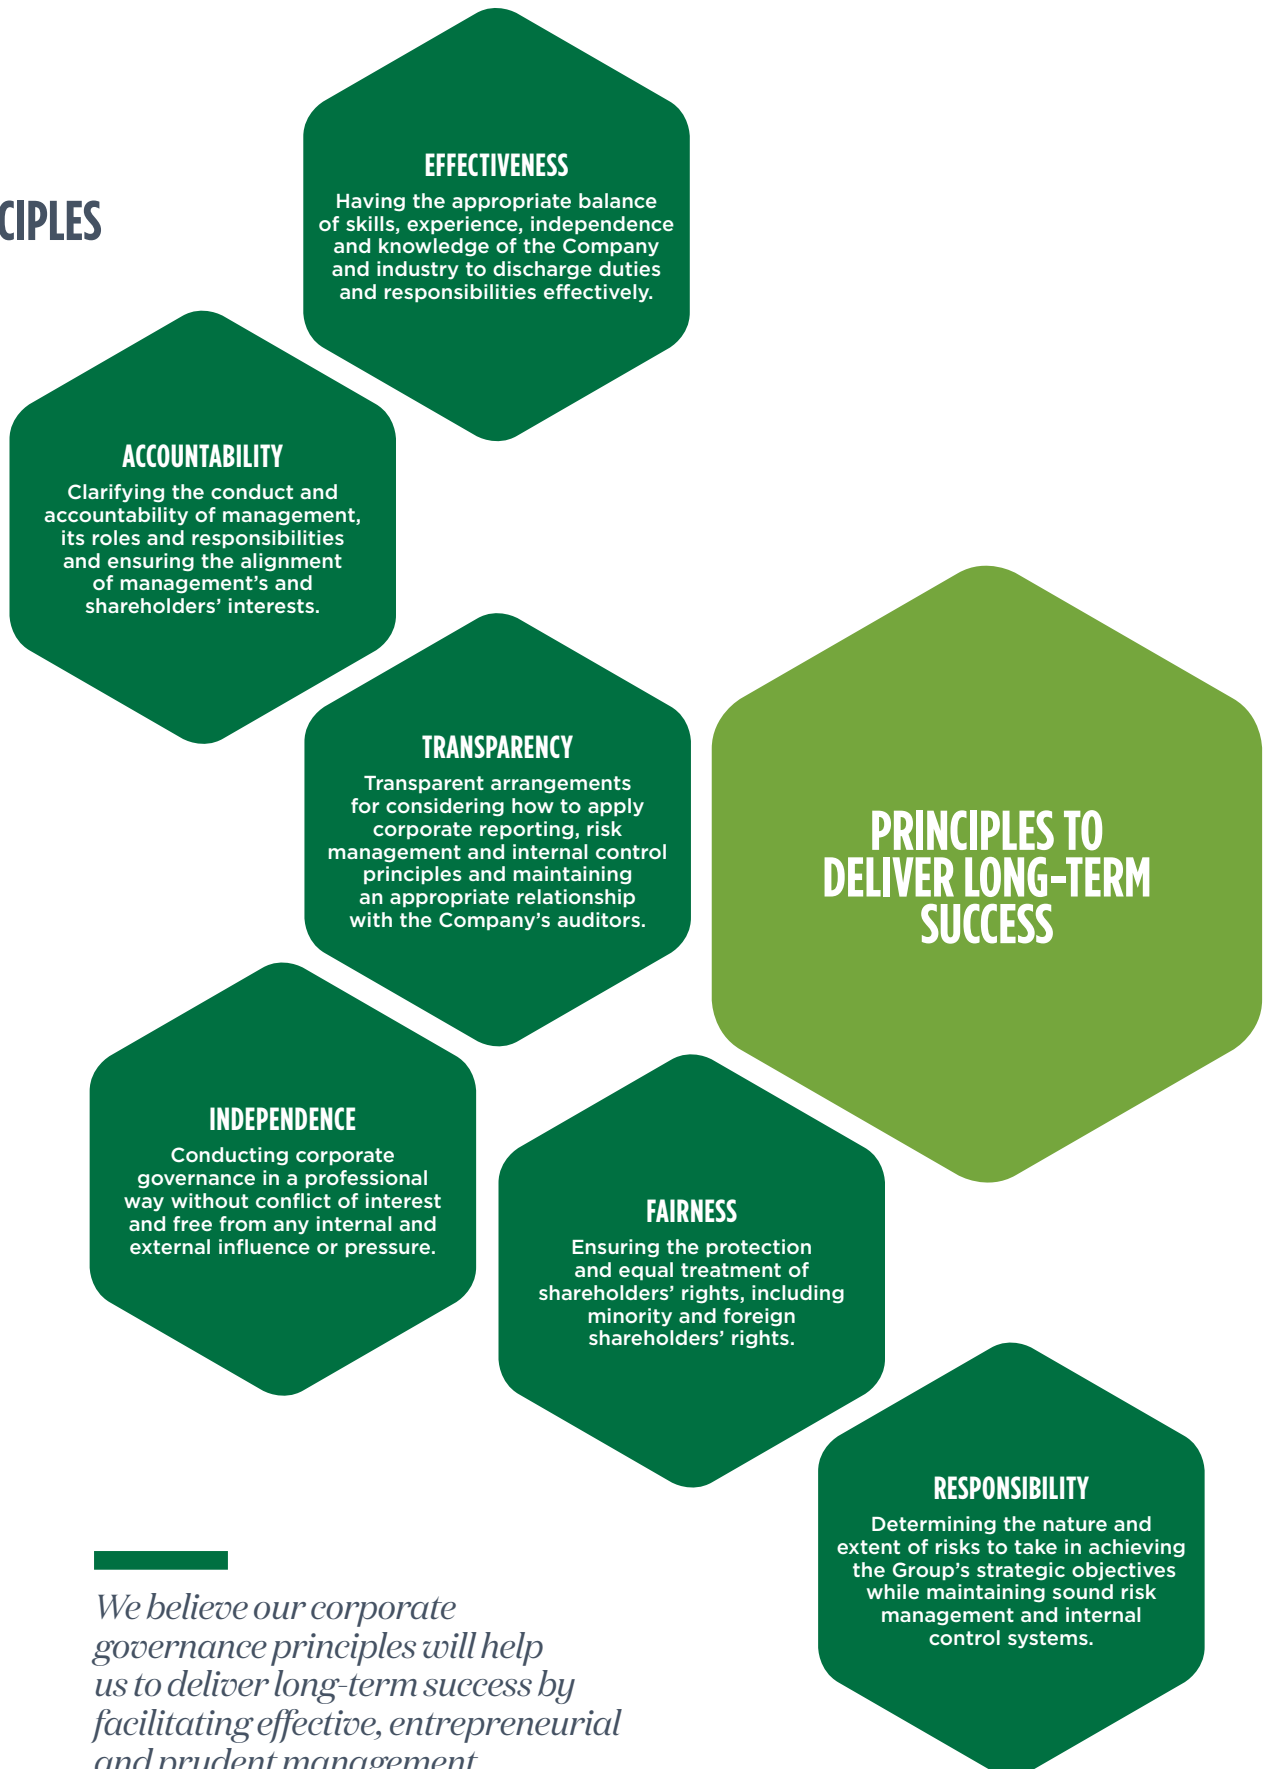 CIPLES
EFFECTIVENESS
Having the appropriate balance
of skills, experience, independence
and knowledge of the Company
and industry to discharge duties
and responsibilities effectively.
ACCOUNTABILITY
Clarifying the conduct and
accountability of management,
its roles and responsibilities
and ensuring the alignment
of management’s and
shareholders’ interests.
TRANSPARENCY
Transparent arrangements
for considering how to apply
corporate reporting, risk
management and internal control
principles and maintaining
an appropriate relationship
with the Company’s auditors.
PRINCIPLES TO
DELIVER LONG-TERM
SUCCESS
INDEPENDENCE
Conducting corporate
governance in a professional
way without conflict of interest
and free from any internal and
external influence or pressure.
FAIRNESS
Ensuring the protection
and equal treatment of
shareholders’ rights, including
minority and foreign
shareholders’ rights.
RESPONSIBILITY
Determining the nature and
extent of risks to take in achieving
the Group’s strategic objectives
while maintaining sound risk
management and internal
control systems.
We believe our corporate
governance principles will help
us to deliver long-term success by
facilitating effective, entrepreneurial
and prudent management